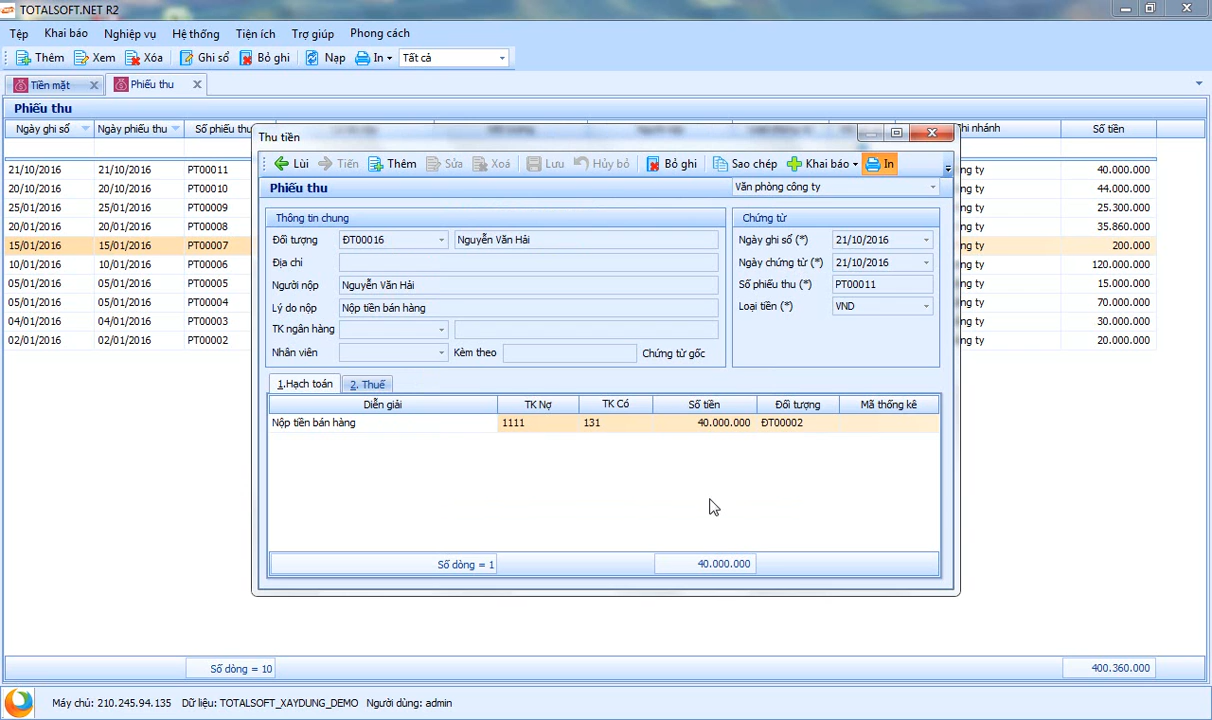 TOTALSOFT.NET R2
Tệp Khai báo Nghiệp vụ Hệ thống Tiện ích Trợ giúp Phong cách
Thêm Xem Xóa Ghi sổ Bỏ ghi Nạp In Tất cả
Tiền mặt Phiếu thu
Phiếu thu
Ngày ghi sổ Ngày phiếu thu Số phiếu thu hi nhánh Số tiền
21/10/2016 21/10/2016 PT00011 ng ty 40.000.000
20/10/2016 20/10/2016 PT00010 ng ty 44.000.000
25/01/2016 25/01/2016 PT00009 ng ty 25.300.000
20/01/2016 20/01/2016 PT00008 ng ty 35.860.000
15/01/2016 15/01/2016 PT00007 ng ty 200.000
10/01/2016 10/01/2016 PT00006 ng ty 120.000.000
05/01/2016 05/01/2016 PT00005 ng ty 15.000.000
05/01/2016 05/01/2016 PT00004 ng ty 70.000.000
04/01/2016 04/01/2016 PT00003 ng ty 30.000.000
02/01/2016 02/01/2016 PT00002 ng ty 20.000.000
Số dòng = 10 400.360.000
Thu tiền
Lùi Tiến Thêm Sửa Xoá Lưu Hủy bỏ Bỏ ghi Sao chép Khai báo In
Phiếu thu Văn phòng công ty
Thông tin chung
Đối tượng ĐT00016 Nguyễn Văn Hải
Địa chỉ
Người nộp Nguyễn Văn Hải
Lý do nộp Nộp tiền bán hàng
TK ngân hàng
Nhân viên Kèm theo Chứng từ gốc
Chứng từ
Ngày ghi sổ (*) 21/10/2016
Ngày chứng từ (*) 21/10/2016
Số phiếu thu (*) PT00011
Loại tiền (*) VND
1.Hạch toán 2. Thuế
Diễn giải TK Nợ TK Có Số tiền Đối tượng Mã thống kê
Nộp tiền bán hàng 1111 131 40.000.000 ĐT00002
Số dòng = 1 40.000.000
Máy chủ: 210.245.94.135 Dữ liệu: TOTALSOFT_XAYDUNG_DEMO Người dùng: admin